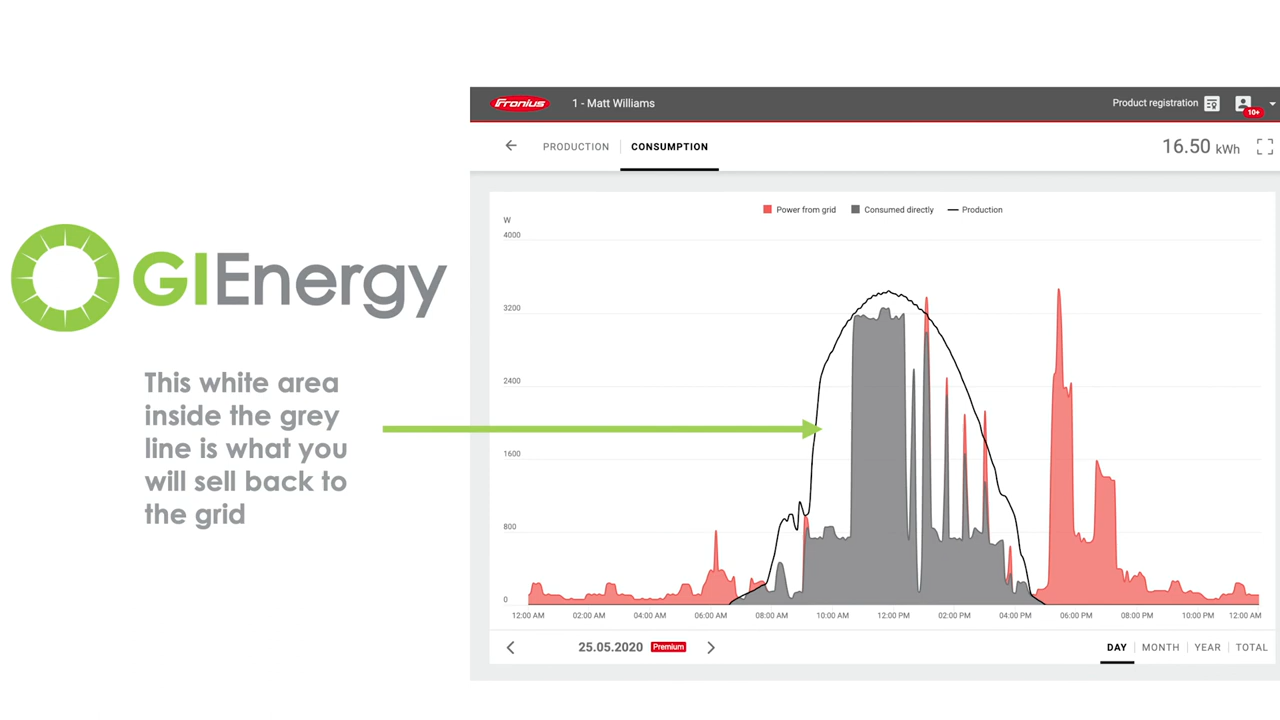 Fronius
1 - Matt Williams
Product registration
10+
PRODUCTION
CONSUMPTION
16.50 kWh
Power from grid
Consumed directly
Production
W
4000
3200
2400
1600
800
0
12:00 AM 02:00 AM 04:00 AM 06:00 AM 08:00 AM 10:00 AM 12:00 PM 02:00 PM 04:00 PM 06:00 PM 08:00 PM 10:00 PM 12:00 AM
25.05.2020 Premium
DAY MONTH YEAR TOTAL
GIEnergy
This white area
inside the grey
line is what you
will sell back to
the grid